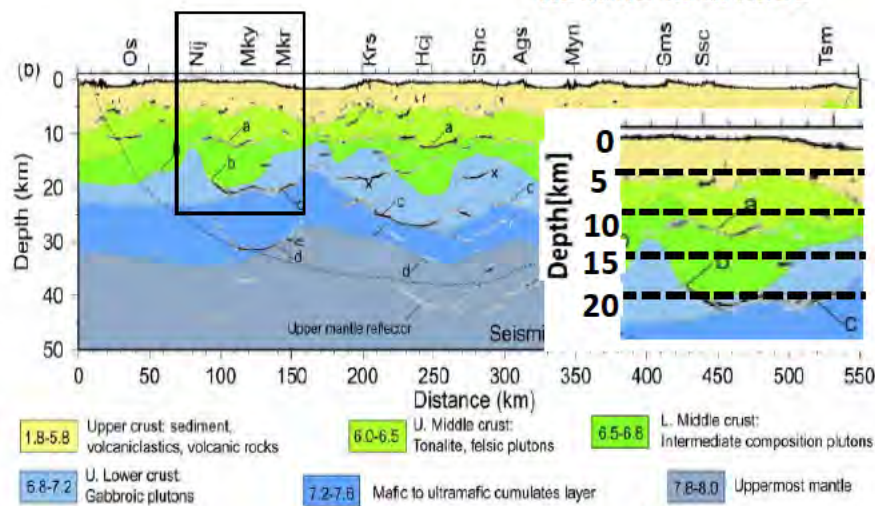 Os Nij Mky Mkr Krs Hcj Shc Ags Myn Gms Ssc Tsm
(b)
0
10
20
30
40
50
Depth (km)
a
b
c
d
a
x
x
c
c
e
d
Upper mantle reflector
Seismi
0
5
10
15
20
Depth[km]
a
b
C
0 50 100 150 200 250 300 350 400 450 500 550
Distance (km)
1.8-5.8 Upper crust: sediment,
volcaniclastics, volcanic rocks
6.0-6.5 U. Middle crust:
Tonalite, felsic plutons
6.5-6.8 L. Middle crust:
Intermediate composition plutons
6.8-7.2 U. Lower crust:
Gabbroic plutons
7.2-7.6 Mafic to ultramafic cumulates layer
7.8-8.0 Uppermost mantle